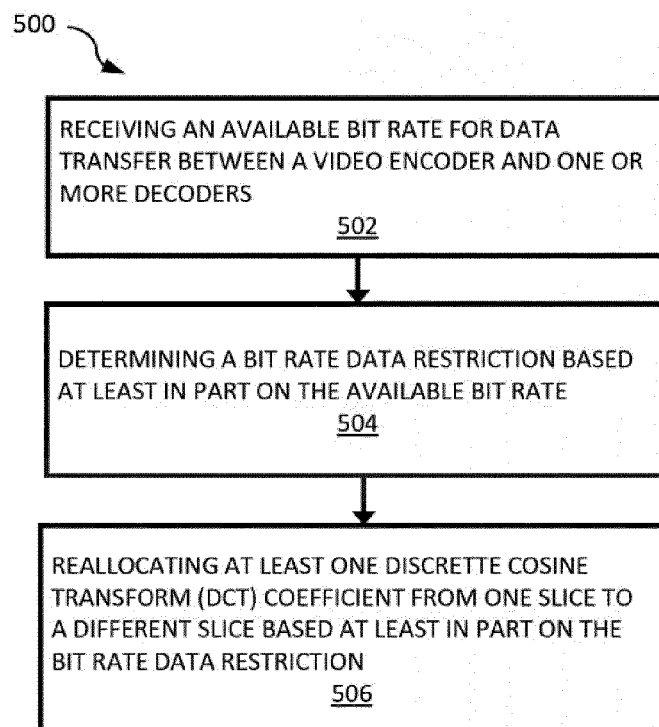 500
RECEIVING AN AVAILABLE BIT RATE FOR DATA
TRANSFER BETWEEN A VIDEO ENCODER AND ONE OR
MORE DECODERS
502
DETERMINING A BIT RATE DATA RESTRICTION BASED
AT LEAST IN PART ON THE AVAILABLE BIT RATE
504
REALLOCATING AT LEAST ONE DISCRETTE COSINE
TRANSFORM (DCT) COEFFICIENT FROM ONE SLICE TO
A DIFFERENT SLICE BASED AT LEAST IN PART ON THE
BIT RATE DATA RESTRICTION
506